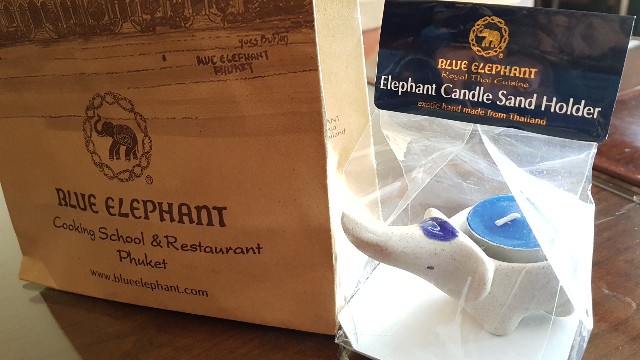 BLUE ELEPHANT
PHUKET
BLUE ELEPHANT
Cooking School & Restaurant
Phuket
www.blueelephant.com
BLUE ELEPHANT
Royal Thai Cuisine
Elephant Candle Sand Holder
exotic hand made from Thailand